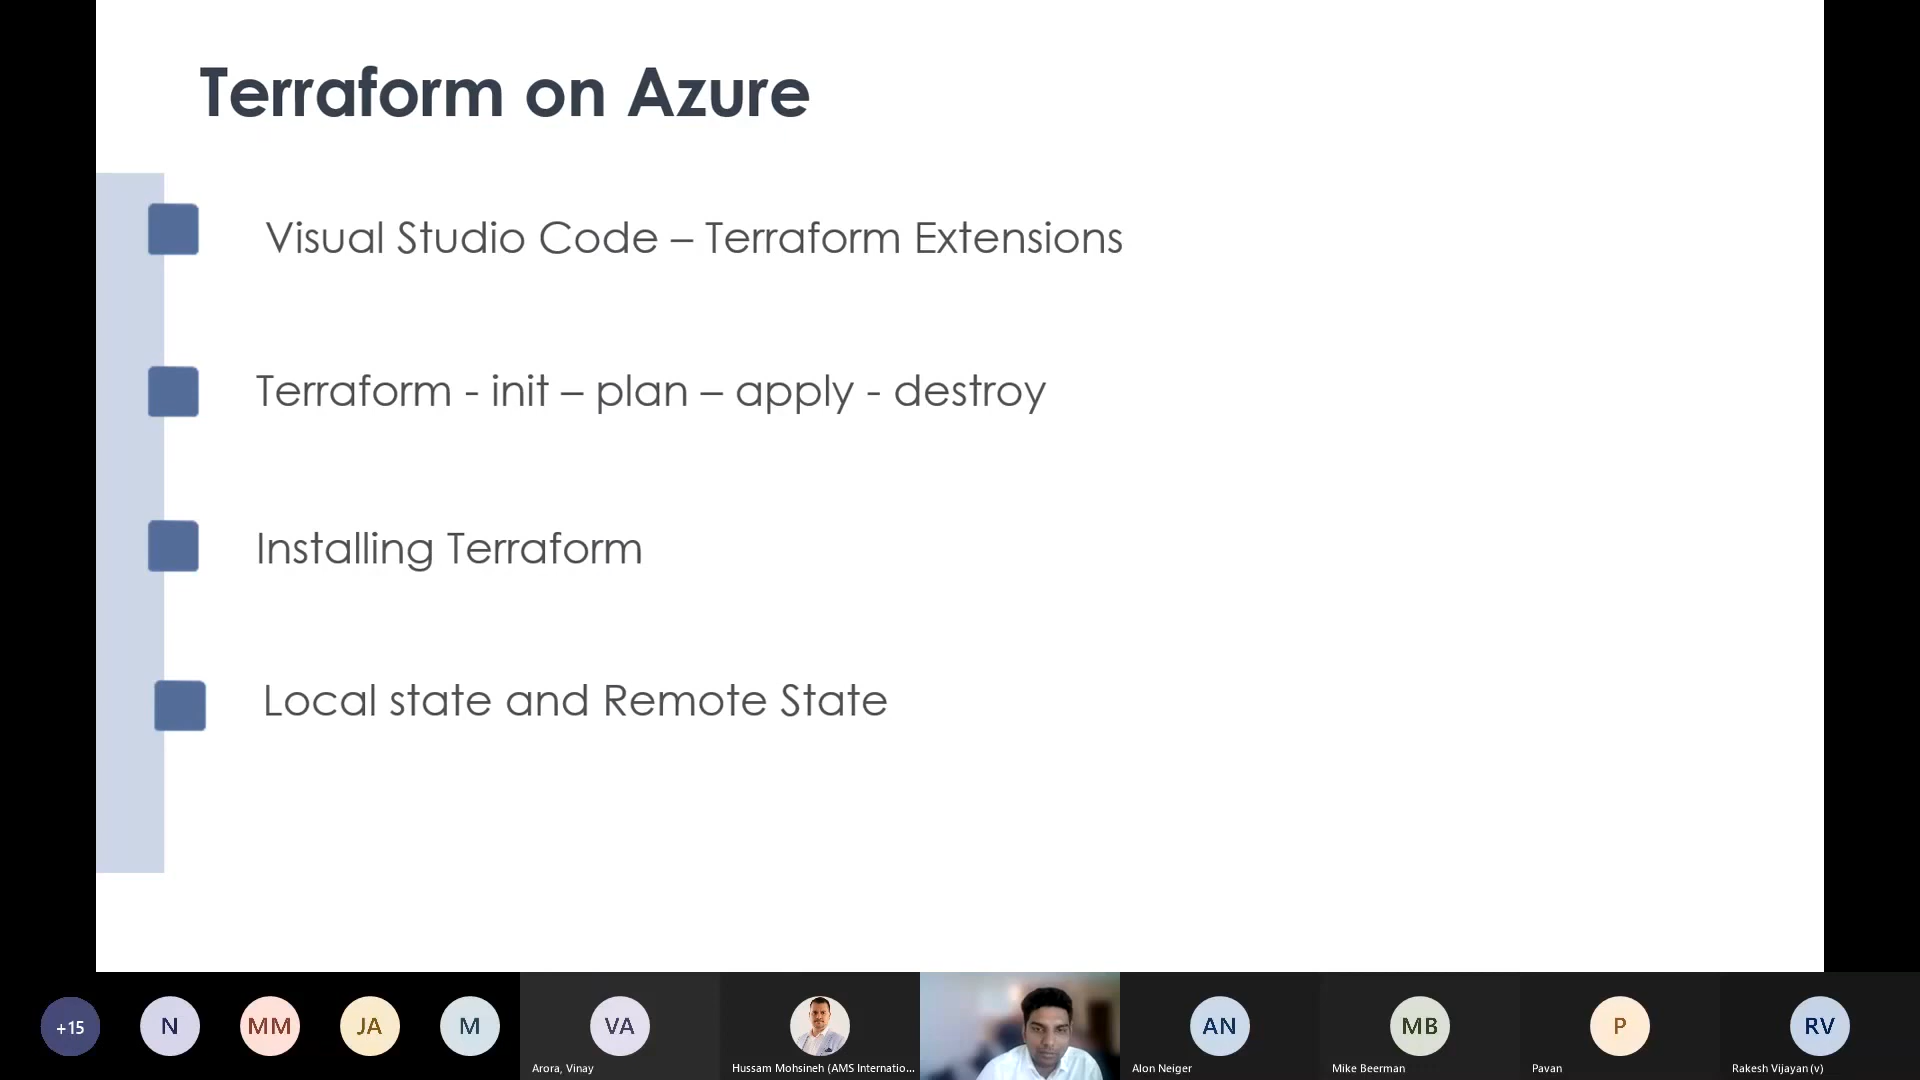 Terraform on Azure
Visual Studio Code – Terraform Extensions
Terraform - init – plan – apply - destroy
Installing Terraform
Local state and Remote State
+15
N
MM
JA
M
VA
AN
MB
P
RV
Arora, Vinay
Hussam Mohsineh (AMS Internatio...
Alon Neiger
Mike Beerman
Pavan
Rakesh Vijayan (v)